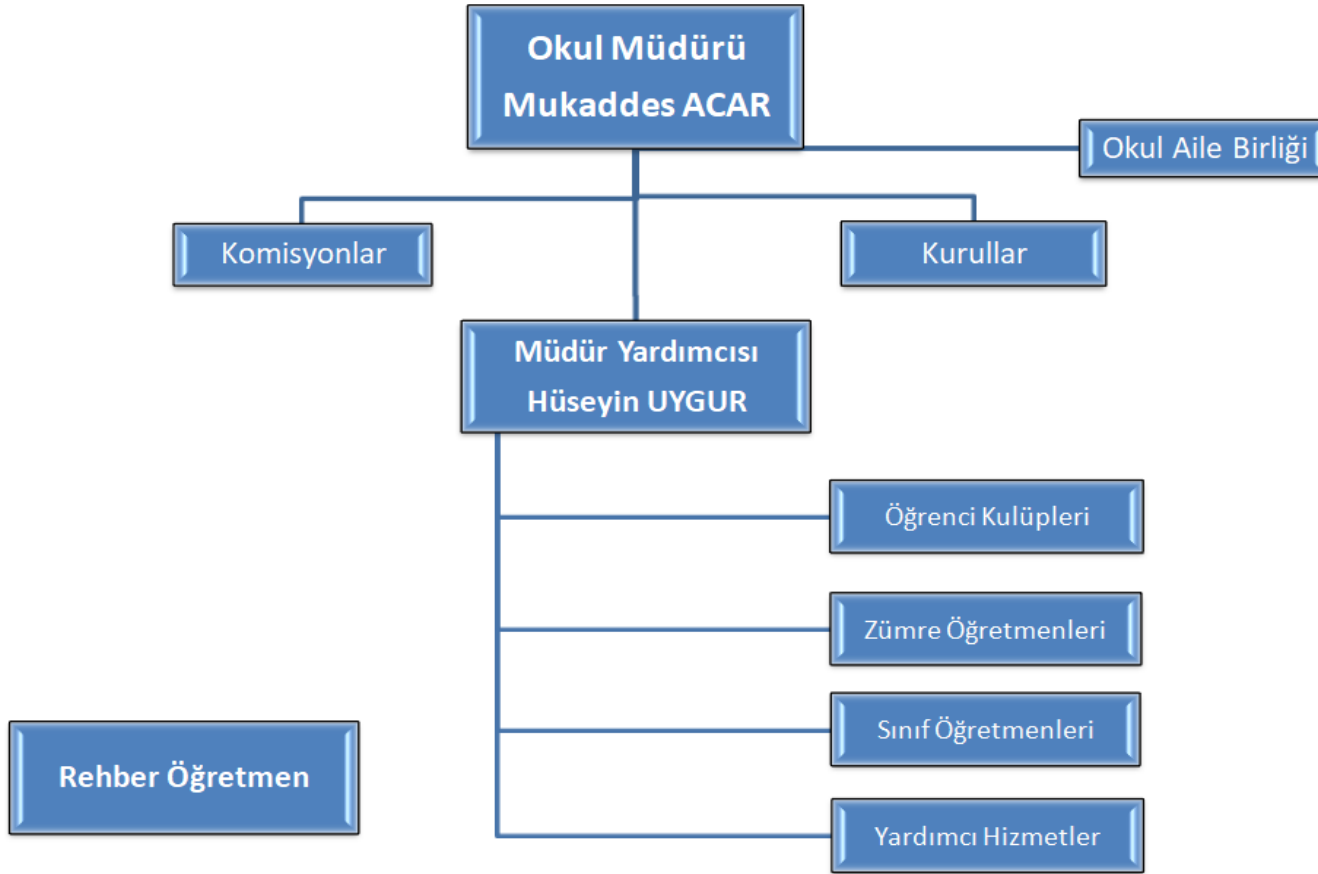 Okul Müdürü
Mukaddes ACAR
Okul Aile Birliği
Komisyonlar
Kurullar
Müdür Yardımcısı
Hüseyin UYGUR
Öğrenci Kulüpleri
Zümre Öğretmenleri
Sınıf Öğretmenleri
Rehber Öğretmen
Yardımcı Hizmetler